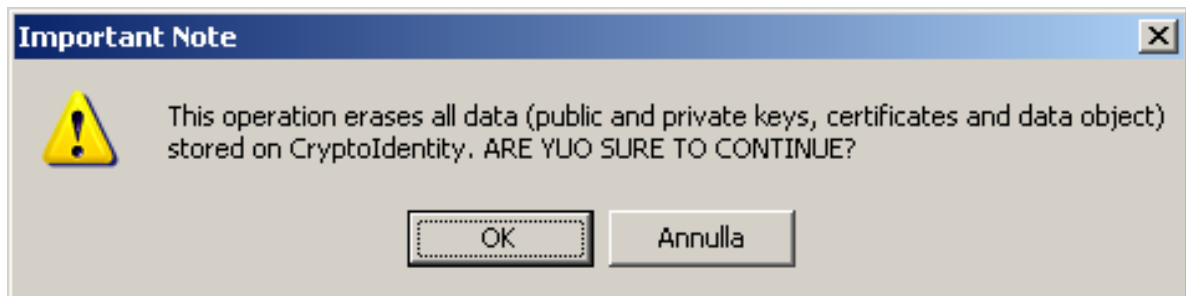 Important Note
This operation erases all data (public and private keys, certificates and data object)
stored on CryptoIdentity. ARE YUO SURE TO CONTINUE?
OK
Annulla